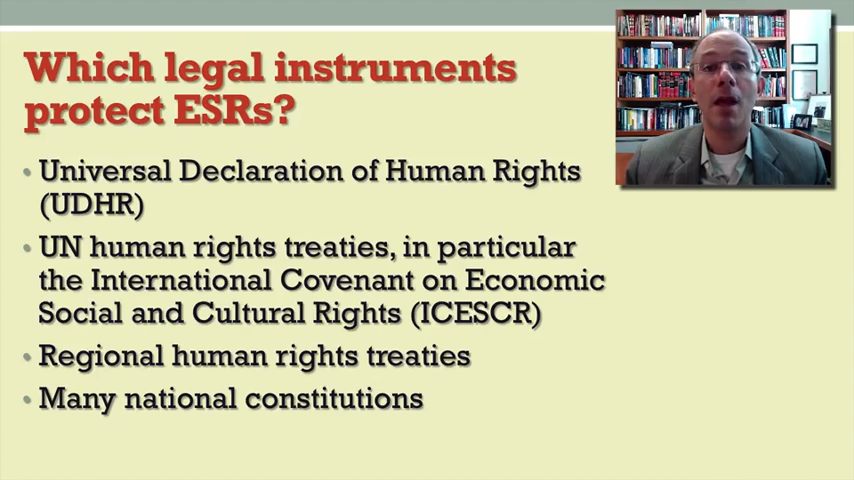 Which legal instruments
protect ESRs?
• Universal Declaration of Human Rights
(UDHR)
• UN human rights treaties, in particular
the International Covenant on Economic
Social and Cultural Rights (ICESCR)
• Regional human rights treaties
• Many national constitutions